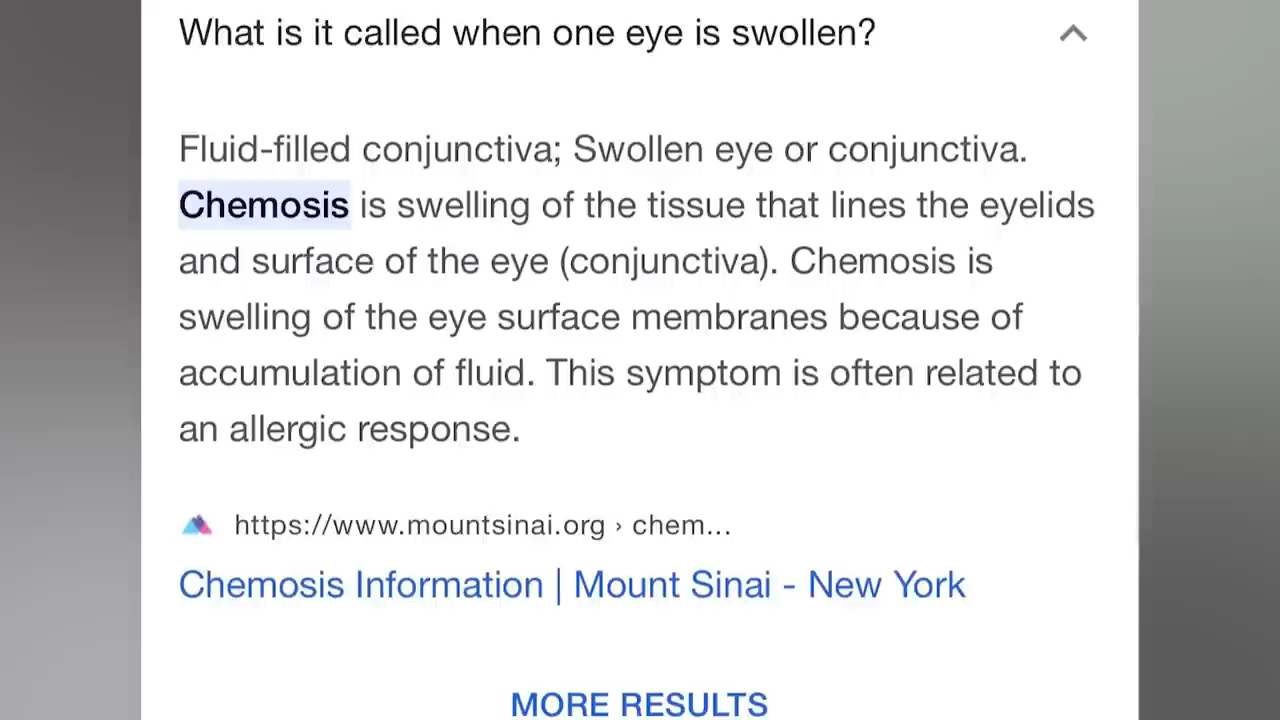 What is it called when one eye is swollen?
Fluid-filled conjunctiva; Swollen eye or conjunctiva.
Chemosis is swelling of the tissue that lines the eyelids
and surface of the eye (conjunctiva). Chemosis is
swelling of the eye surface membranes because of
accumulation of fluid. This symptom is often related to
an allergic response.
https://www.mountsinai.org › chem...
Chemosis Information | Mount Sinai - New York
MORE RESULTS